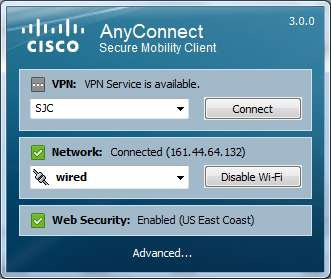 CISCO
AnyConnect
Secure Mobility Client
3.0.0
VPN: VPN Service is available.
SJC
Connect
Network: Connected (161.44.64.132)
wired
Disable Wi-Fi
Web Security: Enabled (US East Coast)
Advanced...